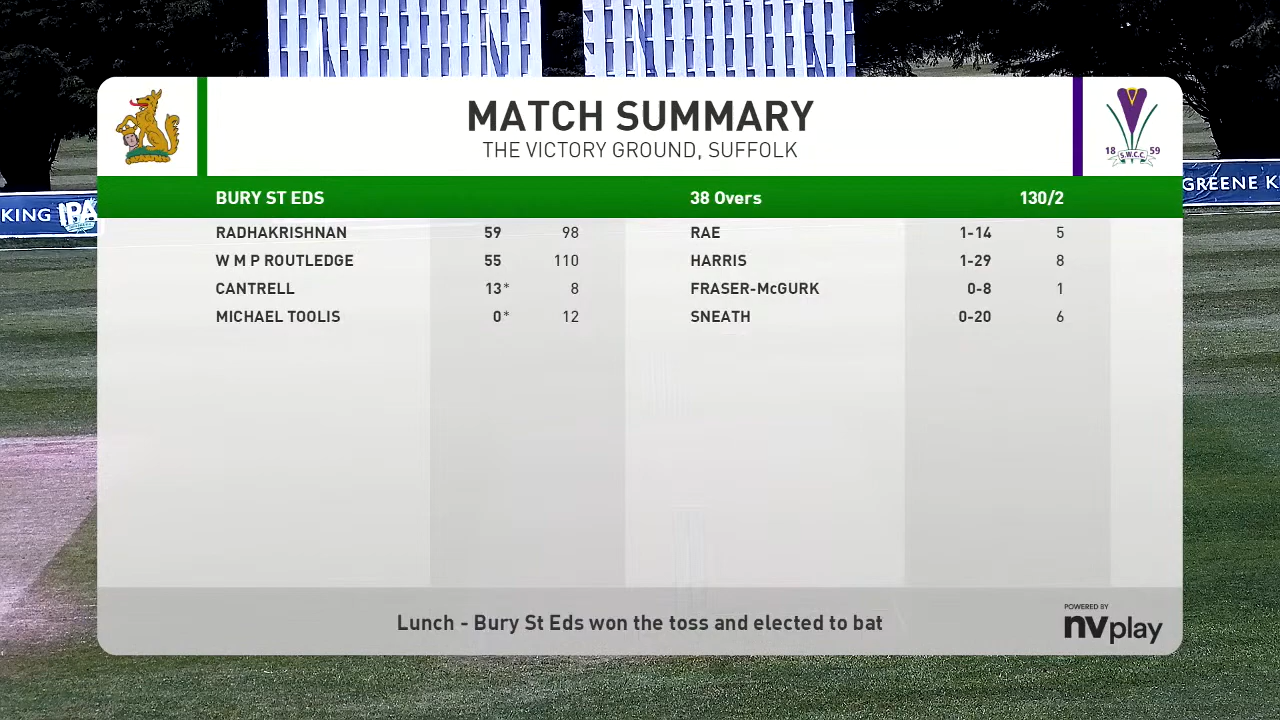 MATCH SUMMARY
THE VICTORY GROUND, SUFFOLK
18 59
S.W.C.C.
BURY ST EDS 38 Overs 130/2
KING IPA
GREENE K
RADHAKRISHNAN 59 98 RAE 1-14 5
W M P ROUTLEDGE 55 110 HARRIS 1-29 8
CANTRELL 13* 8 FRASER-McGURK 0-8 1
MICHAEL TOOLIS 0* 12 SNEATH 0-20 6
Lunch - Bury St Eds won the toss and elected to bat
POWERED BY
nvplay